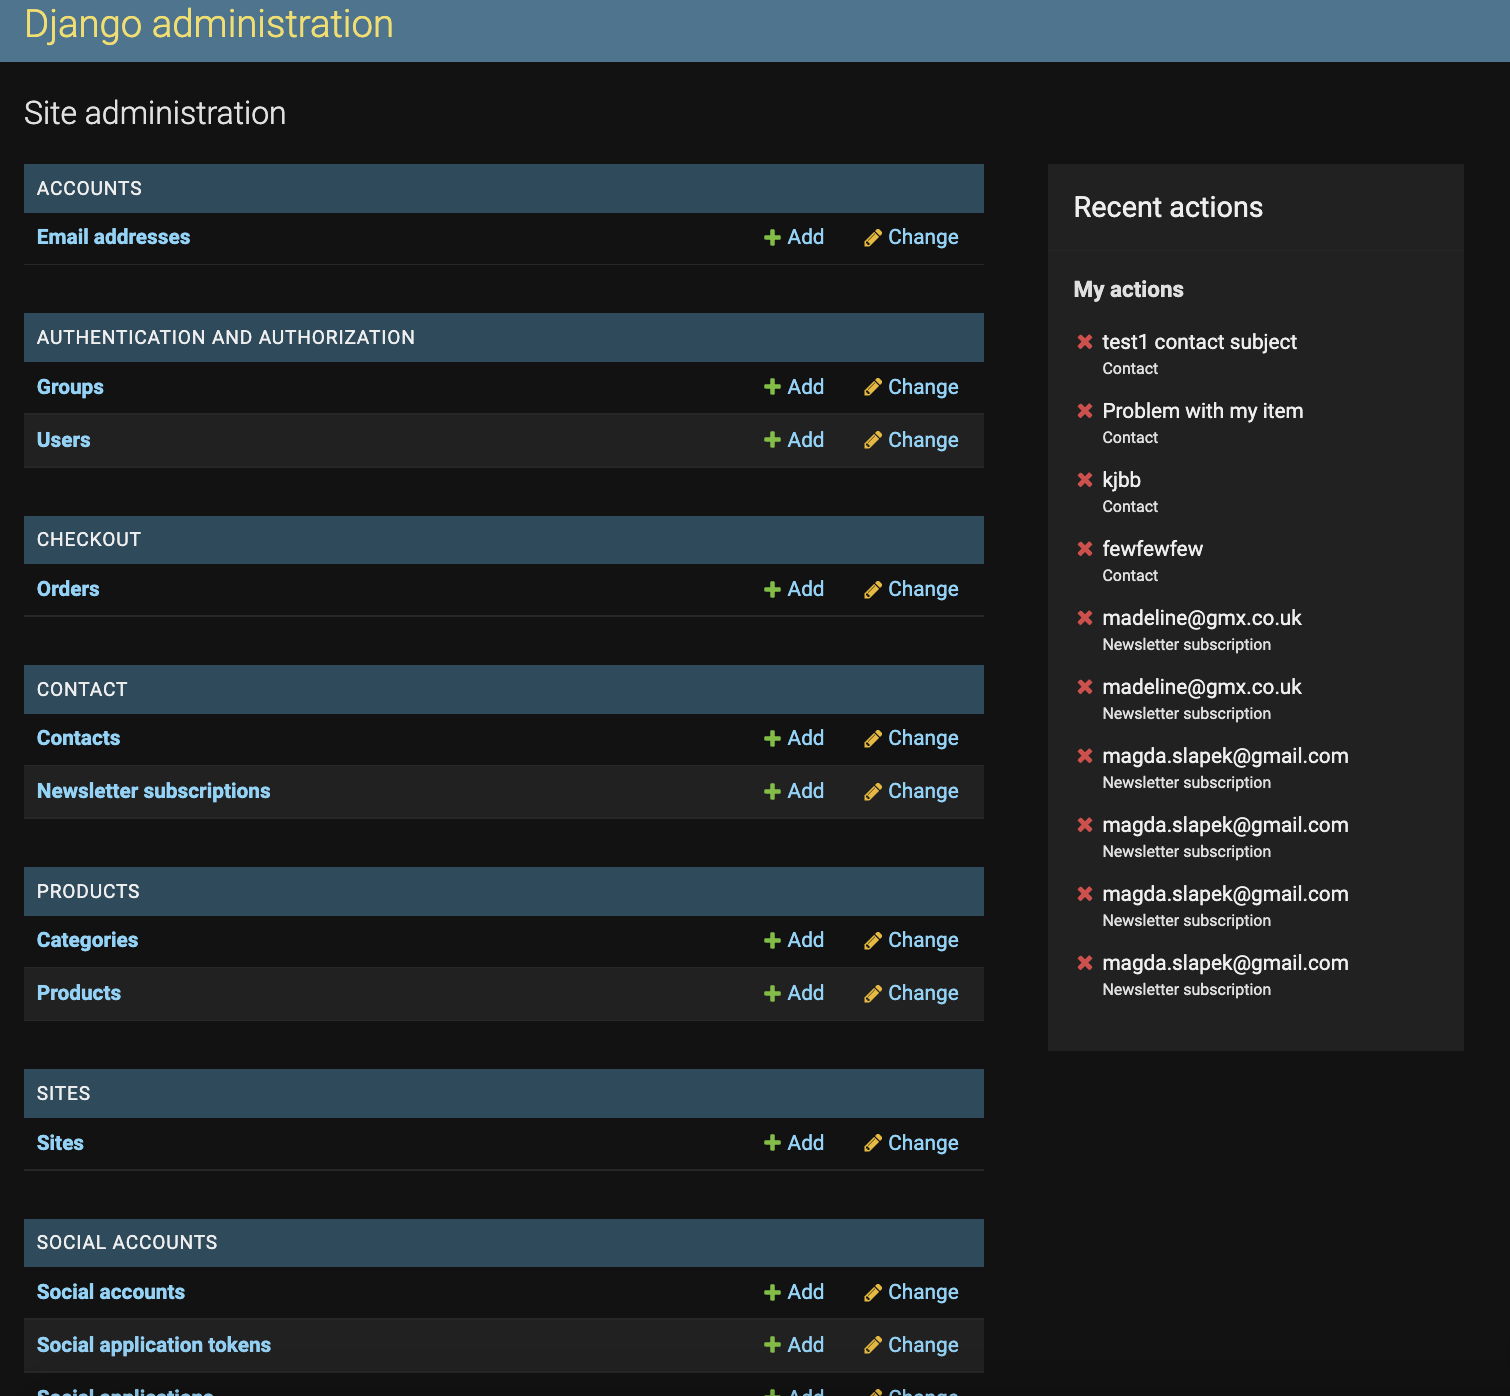 Django administration
Site administration
ACCOUNTS
Email addresses Add Change
AUTHENTICATION AND AUTHORIZATION
Groups Add Change
Users Add Change
CHECKOUT
Orders Add Change
CONTACT
Contacts Add Change
Newsletter subscriptions Add Change
PRODUCTS
Categories Add Change
Products Add Change
SITES
Sites Add Change
SOCIAL ACCOUNTS
Social accounts Add Change
Social application tokens Add Change
Social applications Add Change
Recent actions
My actions
test1 contact subject
Contact
Problem with my item
Contact
kjbb
Contact
fewfewfew
Contact
madeline@gmx.co.uk
Newsletter subscription
madeline@gmx.co.uk
Newsletter subscription
magda.slapek@gmail.com
Newsletter subscription
magda.slapek@gmail.com
Newsletter subscription
magda.slapek@gmail.com
Newsletter subscription
magda.slapek@gmail.com
Newsletter subscription